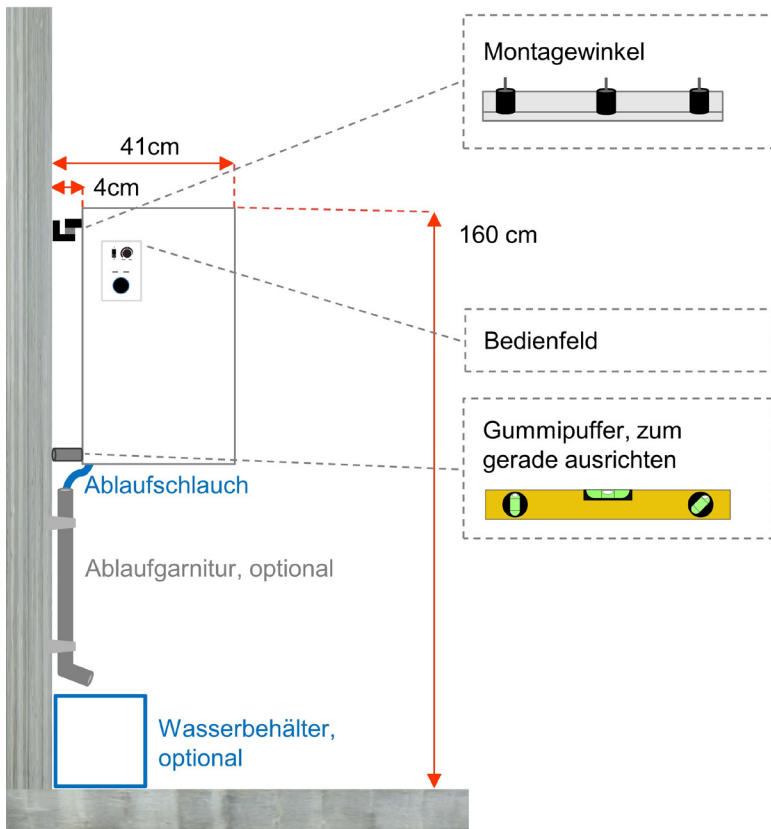 Montagewinkel
41cm
4cm
160 cm
Bedienfeld
Gummipuffer, zum
gerade ausrichten
Ablaufschlauch
Ablaufgarnitur, optional
Wasserbehälter,
optional